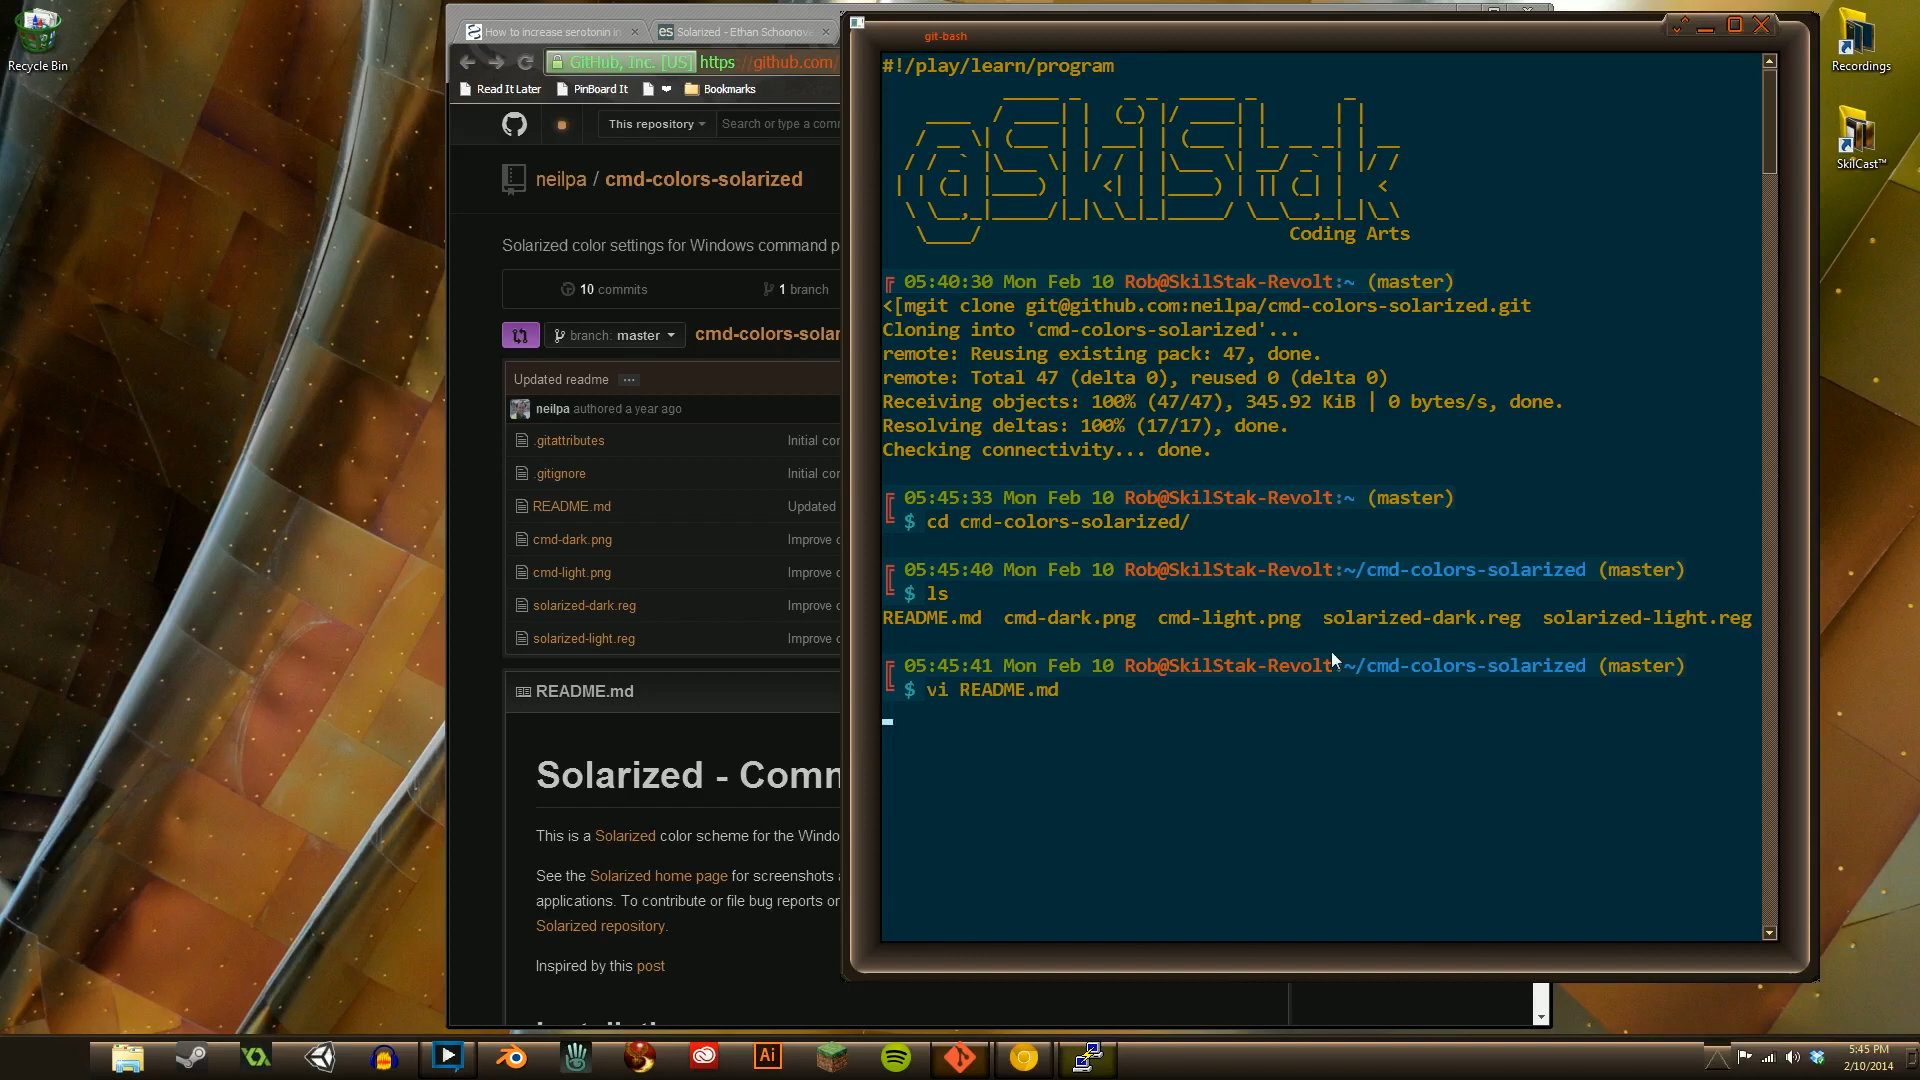 Recycle Bin
How to increase serotonin in
Solarized - Ethan Schoonove
GitHub, Inc. [US] https://github.com/
Read It Later
PinBoard It
Bookmarks
This repository
Search or type a com
neilpa / cmd-colors-solarized
Solarized color settings for Windows command p
10 commits
1 branch
branch: master
cmd-colors-solar
Updated readme
neilpa authored a year ago
.gitattributes Initial cor
.gitignore Initial cor
README.md Updated
cmd-dark.png Improve c
cmd-light.png Improve c
solarized-dark.reg Improve c
solarized-light.reg Improve c
README.md
Solarized - Comm
This is a Solarized color scheme for the Windo
See the Solarized home page for screenshots a
applications. To contribute or file bug reports or
Solarized repository.
Inspired by this post
git-bash
#!/play/learn/program
@SkilStak
Coding Arts
05:40:30 Mon Feb 10 Rob@SkilStak-Revolt:~ (master)
<[mgit clone git@github.com:neilpa/cmd-colors-solarized.git
Cloning into 'cmd-colors-solarized'...
remote: Reusing existing pack: 47, done.
remote: Total 47 (delta 0), reused 0 (delta 0)
Receiving objects: 100% (47/47), 345.92 KiB | 0 bytes/s, done.
Resolving deltas: 100% (17/17), done.
Checking connectivity... done.
05:45:33 Mon Feb 10 Rob@SkilStak-Revolt:~ (master)
$ cd cmd-colors-solarized/
05:45:40 Mon Feb 10 Rob@SkilStak-Revolt:~/cmd-colors-solarized (master)
$ ls
README.md cmd-dark.png cmd-light.png solarized-dark.reg solarized-light.reg
05:45:41 Mon Feb 10 Rob@SkilStak-Revolt:~/cmd-colors-solarized (master)
$ vi README.md
Recordings
SkilCast™
Ai
5:45 PM
2/10/2014